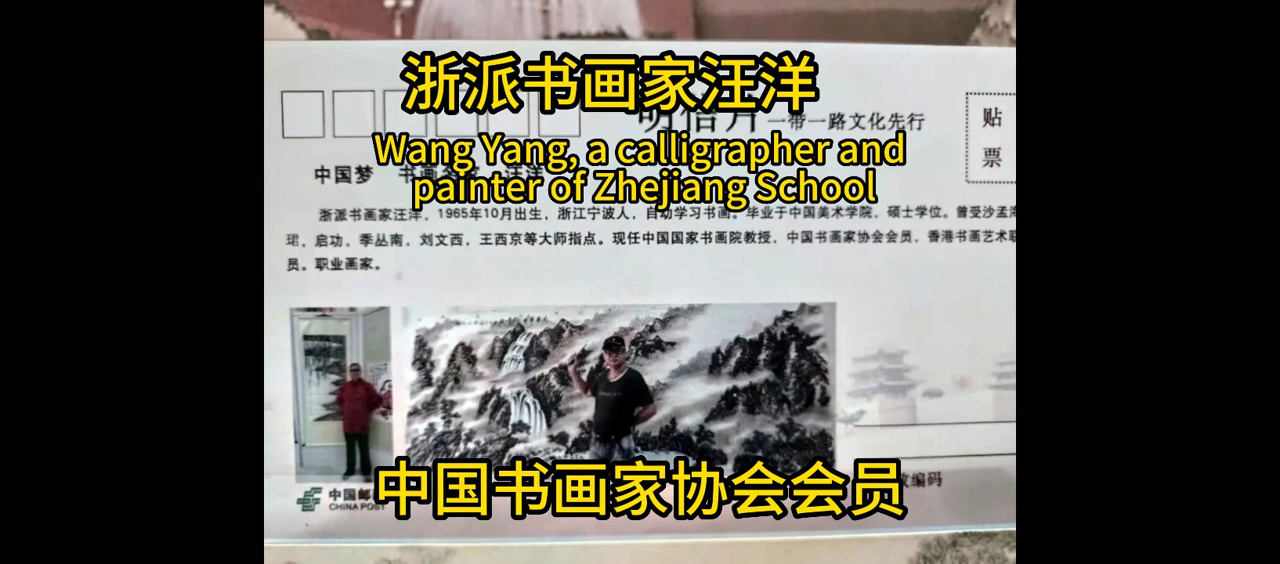 浙派书画家汪洋
明信片 一带一路文化先行
贴
票
Wang Yang, a calligrapher and
painter of Zhejiang School
中国梦 书画名家 汪洋
浙派书画家汪洋，1965年10月出生，浙江宁波人，自动学习书画。毕业于中国美术学院，硕士学位。曾受沙孟海
珺，启功，季丛南，刘文西，王西京等大师指点。现任中国国家书画院教授，中国书画家协会会员，香港书画艺术联
员。职业画家。
中国邮
CHINA POST
中国书画家协会会员
编码